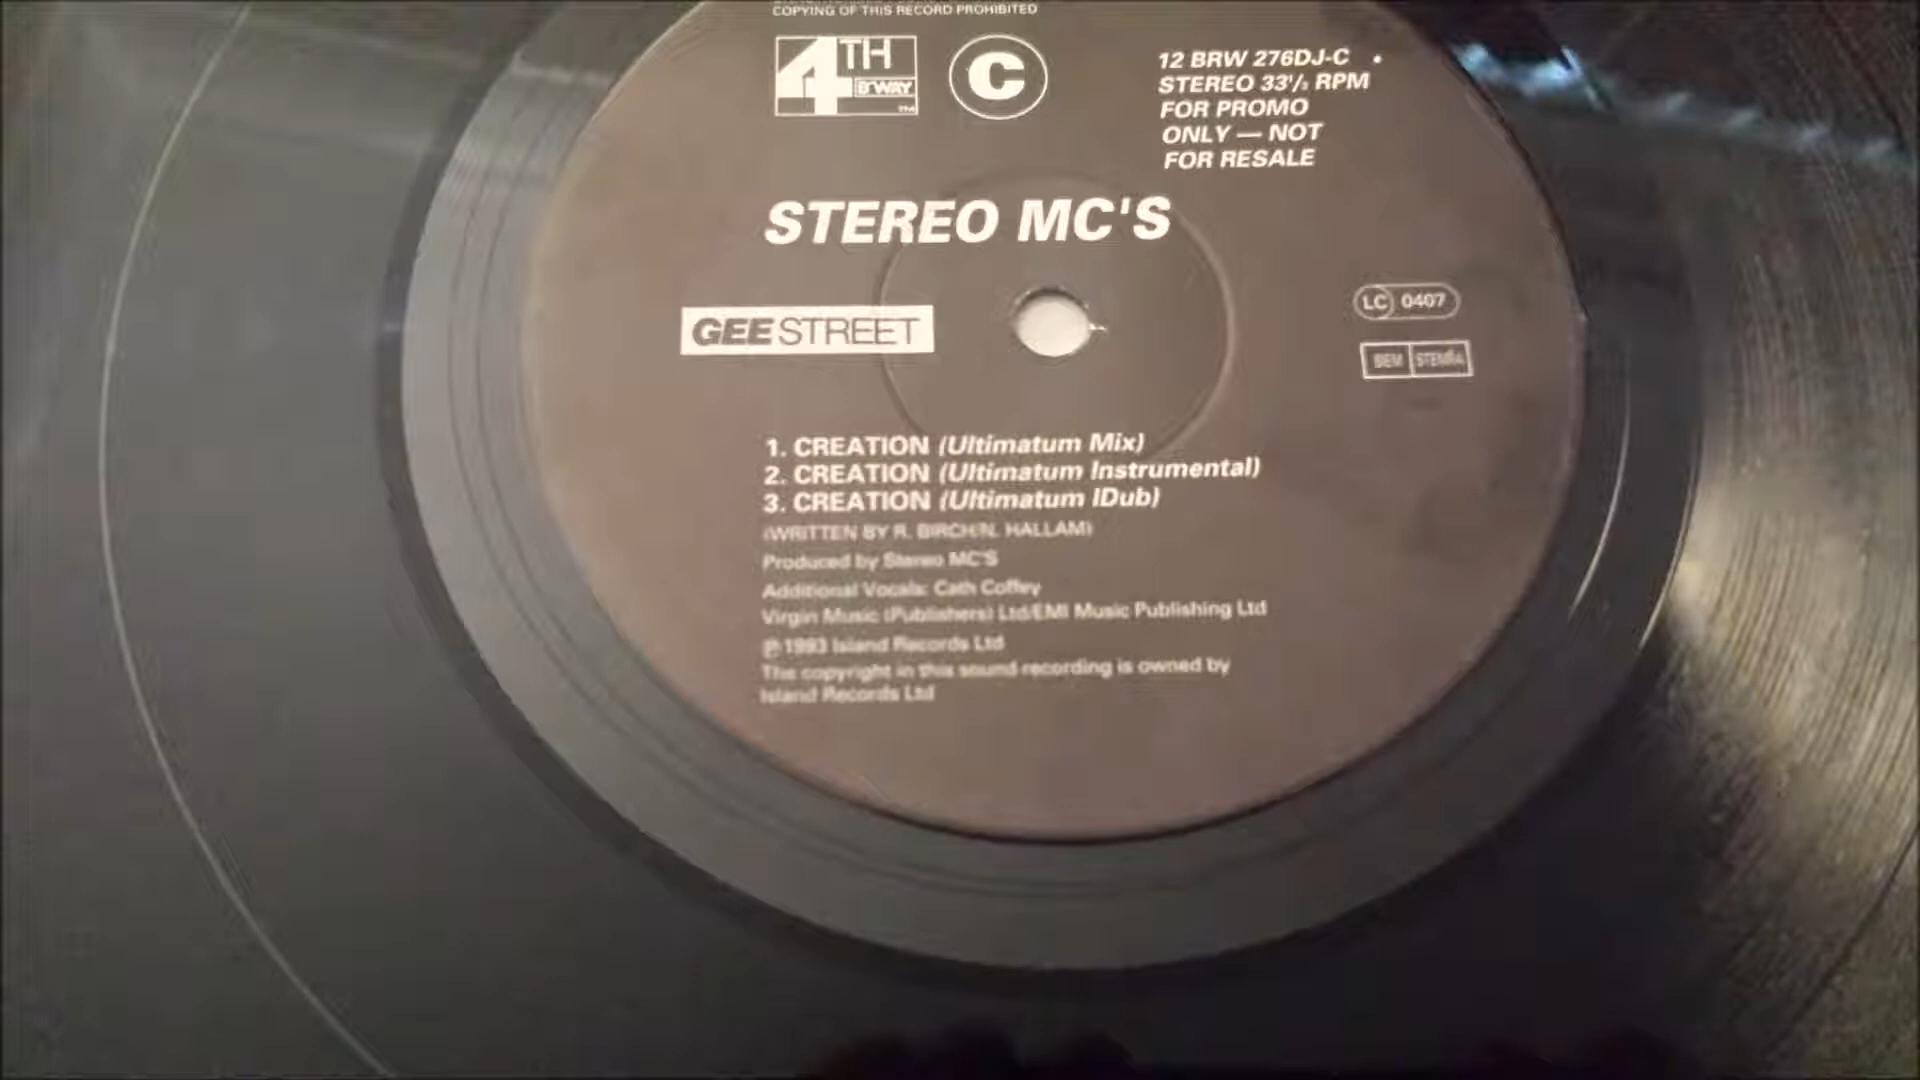 COPYING OF THIS RECORD PROHIBITED
4TH
B'WAY
TM
C
12 BRW 276DJ-C •
STEREO 33⅓ RPM
FOR PROMO
ONLY — NOT
FOR RESALE
STEREO MC'S
GEE STREET
LC 0407
BIEM STEMRA
1. CREATION (Ultimatum Mix)
2. CREATION (Ultimatum Instrumental)
3. CREATION (Ultimatum IDub)
(WRITTEN BY R. BIRCH/N. HALLAM)
Produced by Stereo MC'S
Additional Vocals: Cath Coffey
Virgin Music (Publishers) Ltd/EMI Music Publishing Ltd
℗ 1993 Island Records Ltd
The copyright in this sound recording is owned by
Island Records Ltd